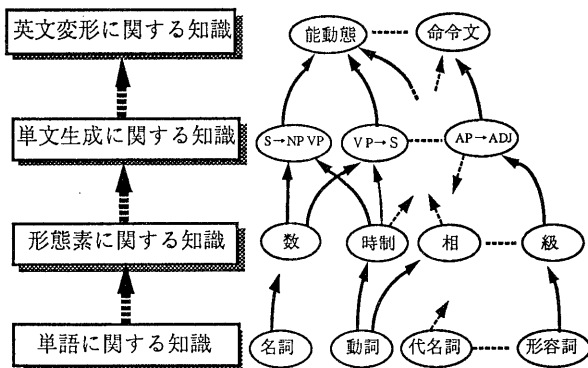 英文変形に関する知識
能動態 命令文
単文生成に関する知識
S→NP VP VP→S AP→ADJ
形態素に関する知識
数 時制 相 級
単語に関する知識
名詞 動詞 代名詞 形容詞